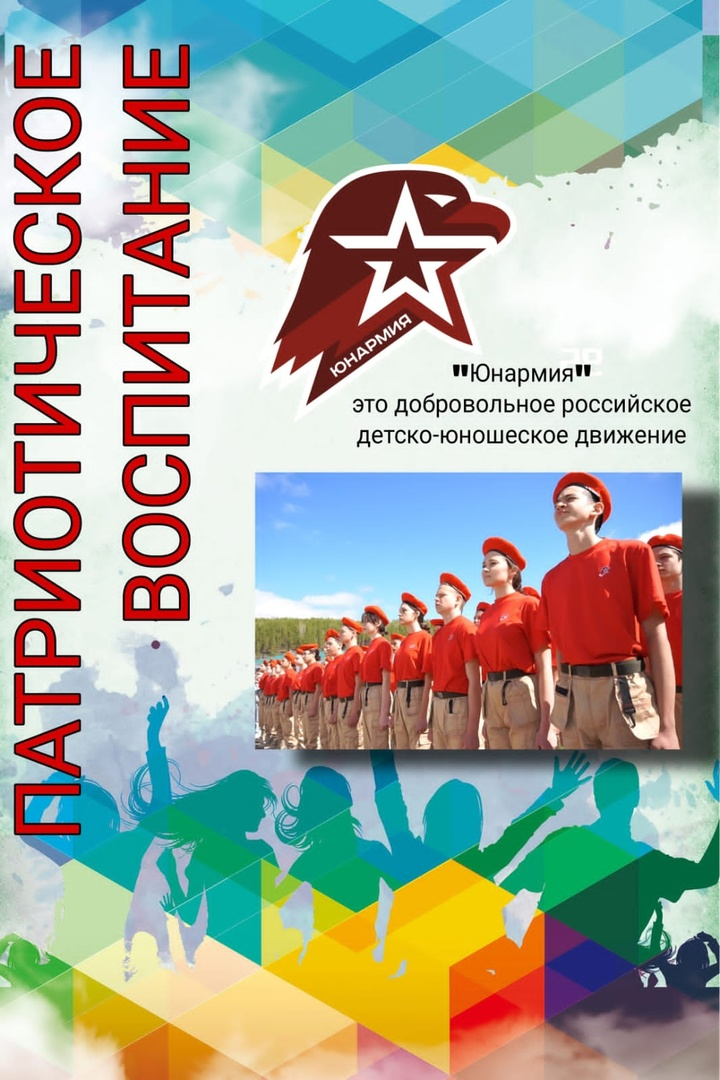 ПАТРИОТИЧЕСКОЕ
ВОСПИТАНИЕ
ЮНАРМИЯ
"Юнармия"
это добровольное российское
детско-юношеское движение